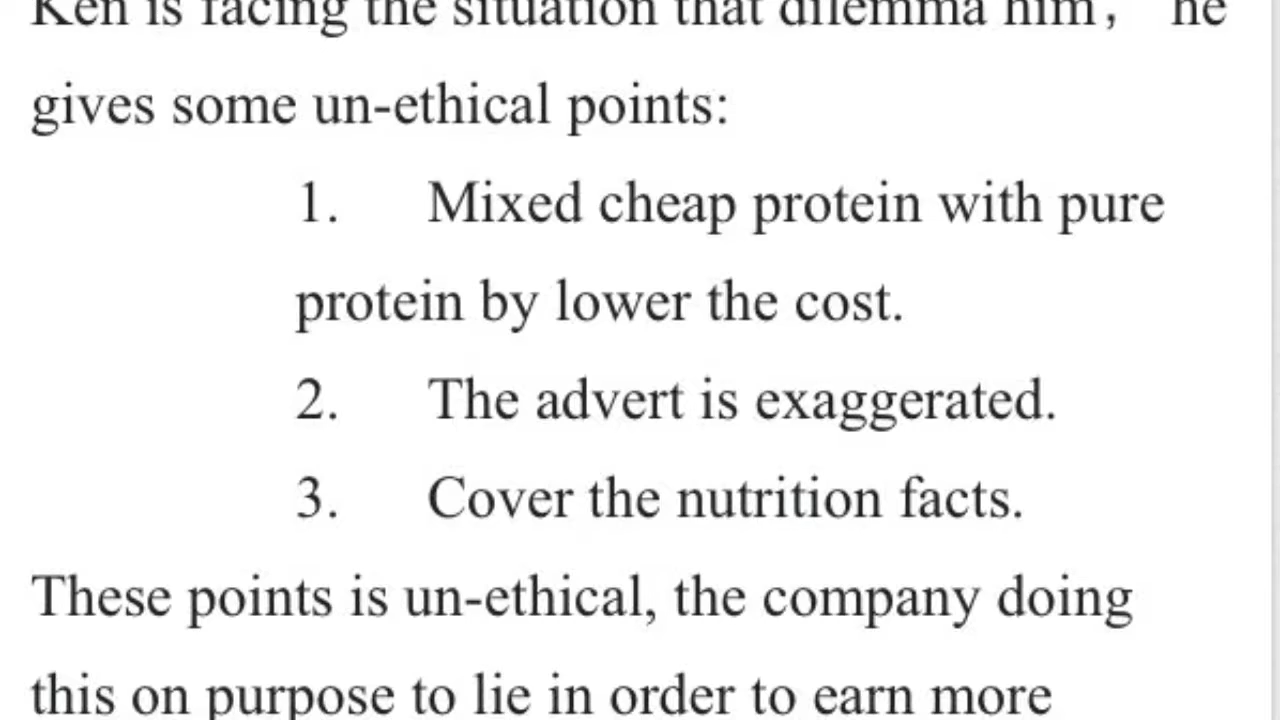 Ken is facing the situation that dilemma him， he
gives some un-ethical points:
1. Mixed cheap protein with pure
protein by lower the cost.
2. The advert is exaggerated.
3. Cover the nutrition facts.
These points is un-ethical, the company doing
this on purpose to lie in order to earn more